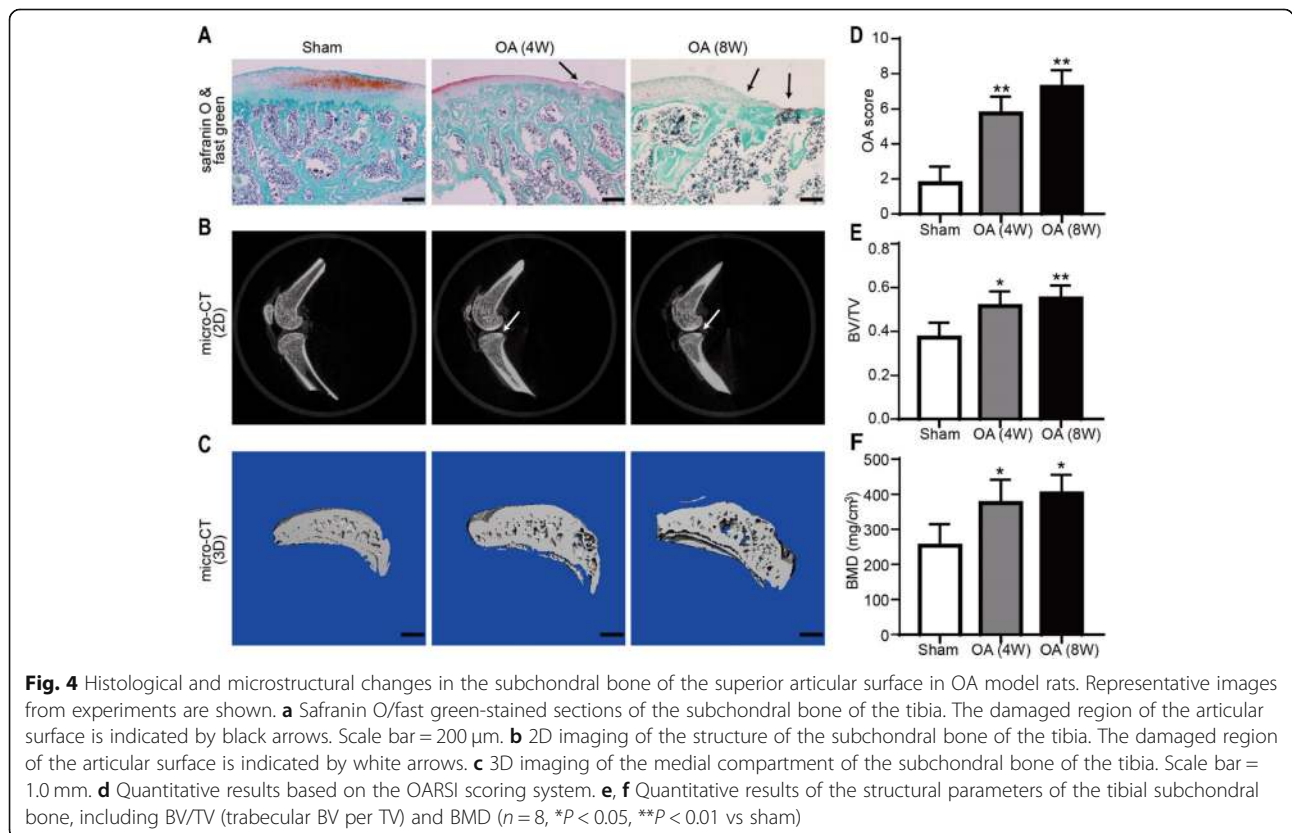 A
Sham
OA (4W)
OA (8W)
safranin O &
fast green
B
micro-CT
(2D)
C
micro-CT
(3D)
D
OA score
10
8
6
4
2
0
**
**
Sham
OA (4W)
OA (8W)
E
BV/TV
0.8
0.6
0.4
0.2
0.0
*
**
Sham
OA (4W)
OA (8W)
F
BMD (mg/cm³)
500
400
300
200
100
0
*
*
Sham
OA (4W)
OA (8W)
Fig. 4 Histological and microstructural changes in the subchondral bone of the superior articular surface in OA model rats. Representative images
from experiments are shown. a Safranin O/fast green-stained sections of the subchondral bone of the tibia. The damaged region of the articular
surface is indicated by black arrows. Scale bar = 200 μm. b 2D imaging of the structure of the subchondral bone of the tibia. The damaged region
of the articular surface is indicated by white arrows. c 3D imaging of the medial compartment of the subchondral bone of the tibia. Scale bar =
1.0 mm. d Quantitative results based on the OARSI scoring system. e, f Quantitative results of the structural parameters of the tibial subchondral
bone, including BV/TV (trabecular BV per TV) and BMD (n = 8, *P < 0.05, **P < 0.01 vs sham)